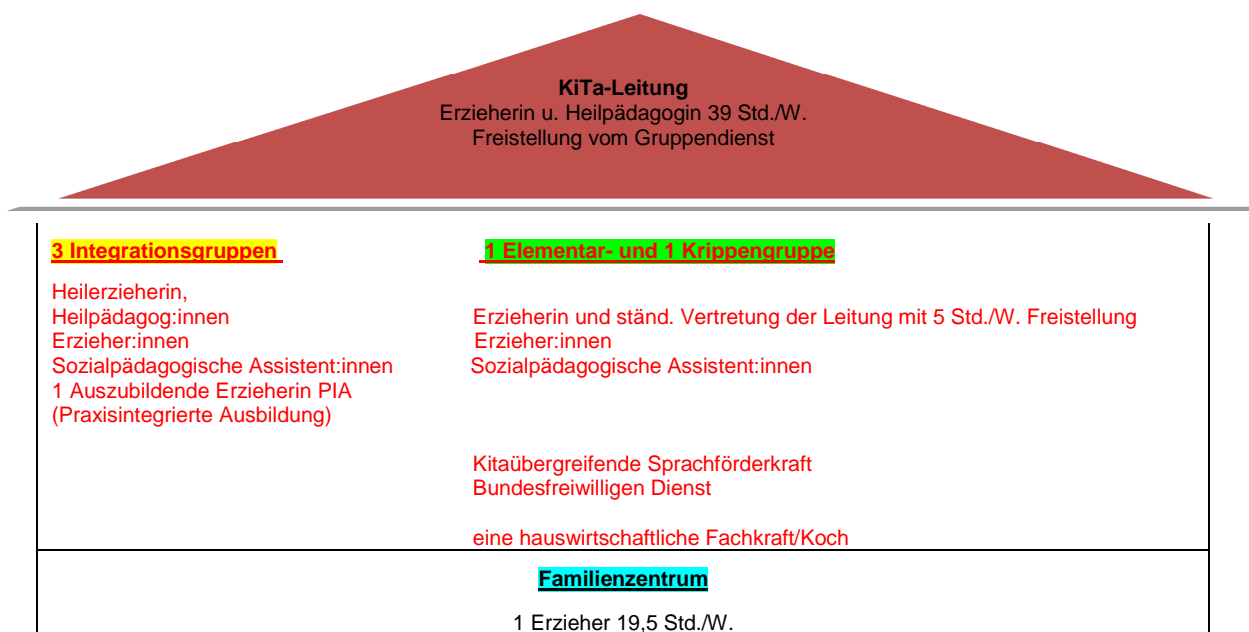 KiTa-Leitung
Erzieherin u. Heilpädagogin 39 Std./W.
Freistellung vom Gruppendienst
3 Integrationsgruppen
Heilerzieherin,
Heilpädagog:innen
Erzieher:innen
Sozialpädagogische Assistent:innen
1 Auszubildende Erzieherin PIA
(Praxisintegrierte Ausbildung)
1 Elementar- und 1 Krippengruppe
Erzieherin und ständ. Vertretung der Leitung mit 5 Std./W. Freistellung
Erzieher:innen
Sozialpädagogische Assistent:innen
Kitaübergreifende Sprachförderkraft
Bundesfreiwilligen Dienst
eine hauswirtschaftliche Fachkraft/Koch
Familienzentrum
1 Erzieher 19,5 Std./W.